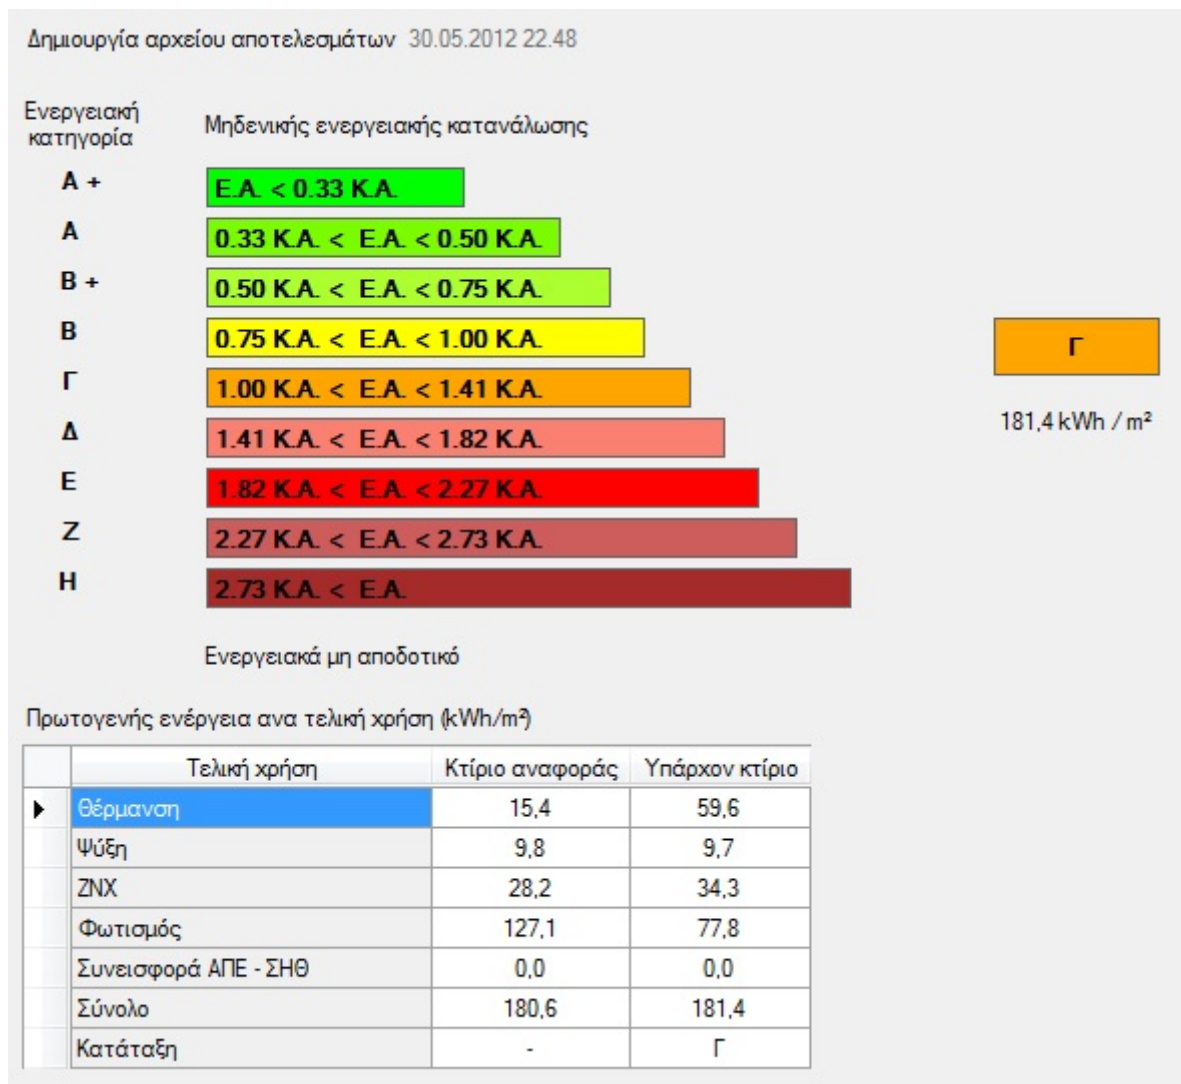 Δημιουργία αρχείου αποτελεσμάτων 30.05.2012 22.48
Ενεργειακή κατηγορία
Μηδενικής ενεργειακής κατανάλωσης
Α + Ε.Α. < 0.33 Κ.Α.
Α 0.33 Κ.Α. < Ε.Α. < 0.50 Κ.Α.
Β + 0.50 Κ.Α. < Ε.Α. < 0.75 Κ.Α.
Β 0.75 Κ.Α. < Ε.Α. < 1.00 Κ.Α.
Γ 1.00 Κ.Α. < Ε.Α. < 1.41 Κ.Α.
Δ 1.41 Κ.Α. < Ε.Α. < 1.82 Κ.Α.
Ε 1.82 Κ.Α. < Ε.Α. < 2.27 Κ.Α.
Ζ 2.27 Κ.Α. < Ε.Α. < 2.73 Κ.Α.
Η 2.73 Κ.Α. < Ε.Α.
Γ
181,4 kWh / m²
Ενεργειακά μη αποδοτικό
Πρωτογενής ενέργεια ανα τελική χρήση (kWh/m²)
Τελική χρήση Κτίριο αναφοράς Υπάρχον κτίριο
Θέρμανση 15,4 59,6
Ψύξη 9,8 9,7
ΖΝΧ 28,2 34,3
Φωτισμός 127,1 77,8
Συνεισφορά ΑΠΕ - ΣΗΘ 0,0 0,0
Σύνολο 180,6 181,4
Κατάταξη - Γ